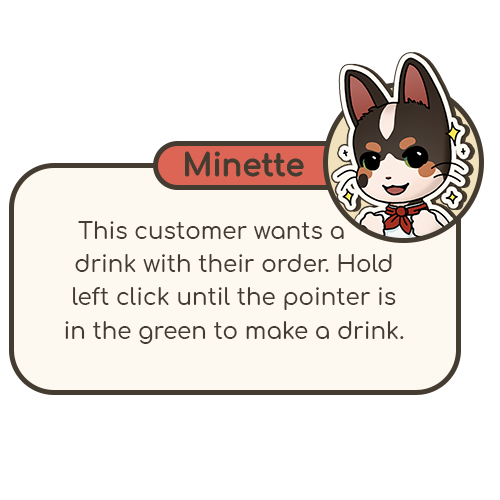 Minette
This customer wants a
drink with their order. Hold
left click until the pointer is
in the green to make a drink.